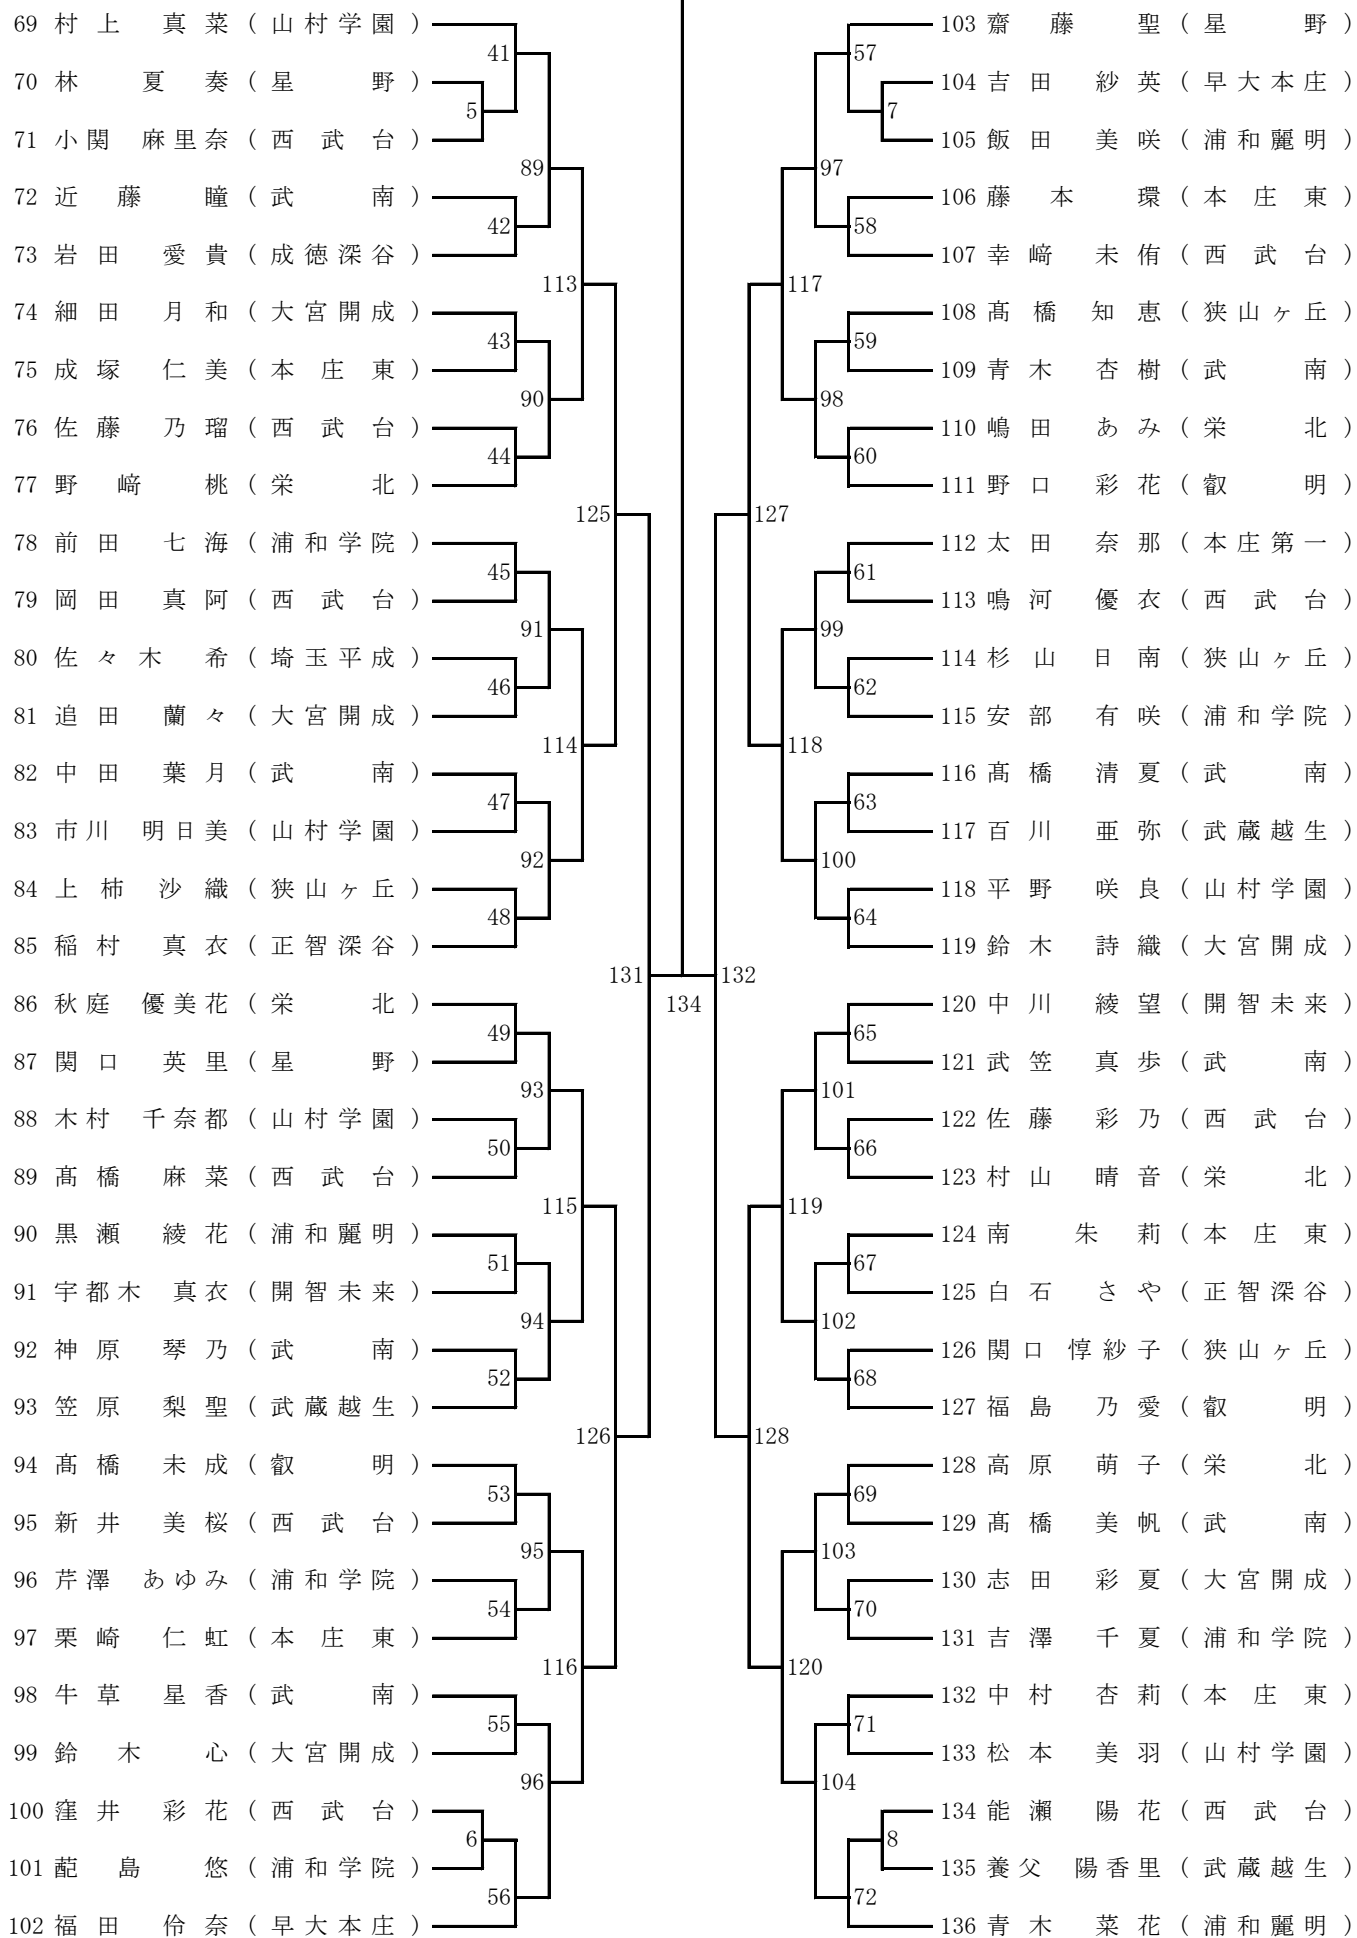 69 村上 真菜 (山村学園)
70 林 夏奏 (星野)
71 小関 麻里奈 (西武台)
72 近藤 瞳 (武南)
73 岩田 愛貴 (成徳深谷)
74 細田 月和 (大宮開成)
75 成塚 仁美 (本庄東)
76 佐藤 乃瑠 (西武台)
77 野﨑 桃 (栄北)
78 前田 七海 (浦和学院)
79 岡田 真阿 (西武台)
80 佐々木 希 (埼玉平成)
81 追田 蘭々 (大宮開成)
82 中田 葉月 (武南)
83 市川 明日美 (山村学園)
84 上柿 沙織 (狭山ヶ丘)
85 稲村 真衣 (正智深谷)
86 秋庭 優美花 (栄北)
87 関口 英里 (星野)
88 木村 千奈都 (山村学園)
89 髙橋 麻菜 (西武台)
90 黒瀬 綾花 (浦和麗明)
91 宇都木 真衣 (開智未来)
92 神原 琴乃 (武南)
93 笠原 梨聖 (武蔵越生)
94 髙橋 未成 (叡明)
95 新井 美桜 (西武台)
96 芹澤 あゆみ (浦和学院)
97 栗崎 仁虹 (本庄東)
98 牛草 星香 (武南)
99 鈴木 心 (大宮開成)
100 窪井 彩花 (西武台)
101 島 悠 (浦和学院)
102 福田 伶奈 (早大本庄)
41
5
89
42
113
43
90
44
125
45
91
46
114
47
92
48
131
49
93
50
115
51
94
52
126
53
95
54
116
55
96
6
56
134
57
7
97
58
117
59
98
60
127
61
99
62
118
63
100
64
132
65
101
66
119
67
102
68
128
69
103
70
120
71
104
8
72
103 齋藤 聖 (星野)
104 吉田 紗英 (早大本庄)
105 飯田 美咲 (浦和麗明)
106 藤本 環 (本庄東)
107 幸﨑 未侑 (西武台)
108 髙橋 知恵 (狭山ヶ丘)
109 青木 杏樹 (武南)
110 嶋田 あみ (栄北)
111 野口 彩花 (叡明)
112 太田 奈那 (本庄第一)
113 鳴河 優衣 (西武台)
114 杉山 日南 (狭山ヶ丘)
115 安部 有咲 (浦和学院)
116 髙橋 清夏 (武南)
117 百川 亜弥 (武蔵越生)
118 平野 咲良 (山村学園)
119 鈴木 詩織 (大宮開成)
120 中川 綾望 (開智未来)
121 武笠 真歩 (武南)
122 佐藤 彩乃 (西武台)
123 村山 晴音 (栄北)
124 南 朱莉 (本庄東)
125 白石 さや (正智深谷)
126 関口 惇紗子 (狭山ヶ丘)
127 福島 乃愛 (叡明)
128 高原 萌子 (栄北)
129 髙橋 美帆 (武南)
130 志田 彩夏 (大宮開成)
131 吉澤 千夏 (浦和学院)
132 中村 杏莉 (本庄東)
133 松本 美羽 (山村学園)
134 能瀬 陽花 (西武台)
135 養父 陽香里 (武蔵越生)
136 青木 菜花 (浦和麗明)